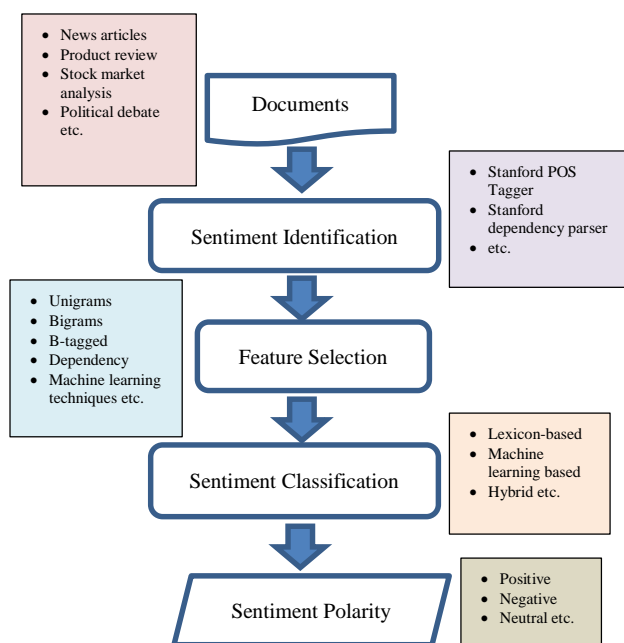 • News articles
• Product review
• Stock market
analysis
• Political debate
etc.
Documents
• Stanford POS
Tagger
• Stanford
dependency parser
• etc.
Sentiment Identification
• Unigrams
• Bigrams
• B-tagged
• Dependency
• Machine learning
techniques etc.
Feature Selection
• Lexicon-based
• Machine
learning based
• Hybrid etc.
Sentiment Classification
• Positive
• Negative
• Neutral etc.
Sentiment Polarity